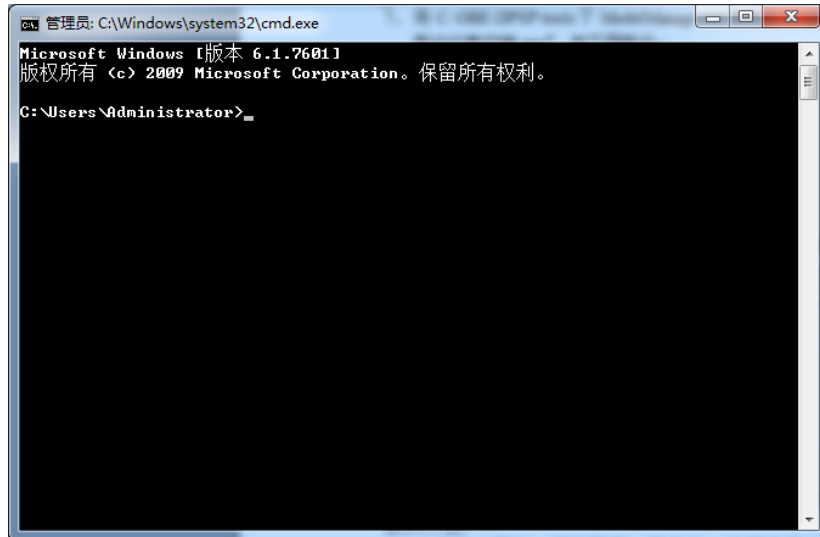 管理员: C:\Windows\system32\cmd.exe
Microsoft Windows [版本 6.1.7601]
版权所有 (c) 2009 Microsoft Corporation。保留所有权利。
C:\Users\Administrator>_